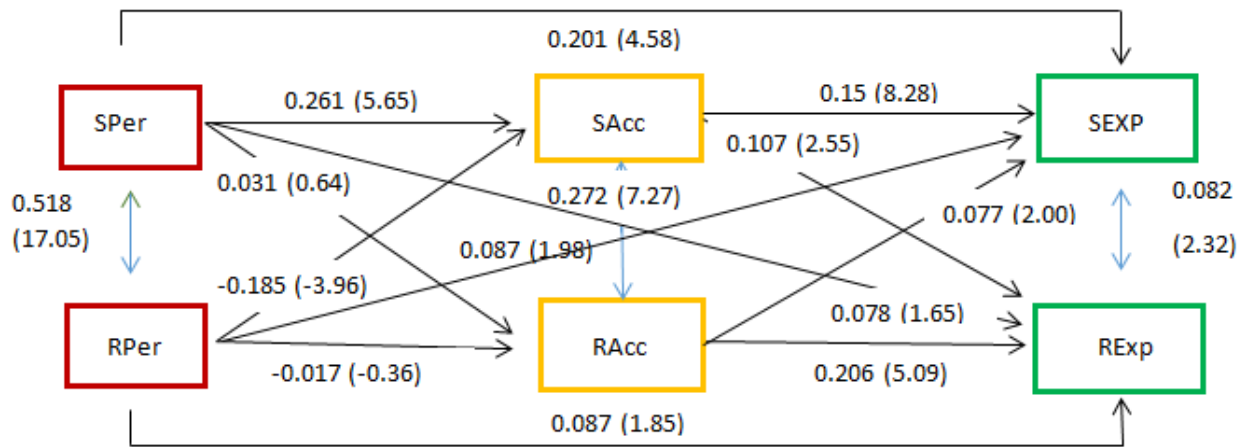 0.201 (4.58)
SPer
0.261 (5.65)
SAcc
0.15 (8.28)
SEXP
0.107 (2.55)
0.031 (0.64)
0.272 (7.27)
0.077 (2.00)
0.518
(17.05)
0.082
(2.32)
0.087 (1.98)
-0.185 (-3.96)
0.078 (1.65)
RPer
RAcc
RExp
-0.017 (-0.36)
0.206 (5.09)
0.087 (1.85)